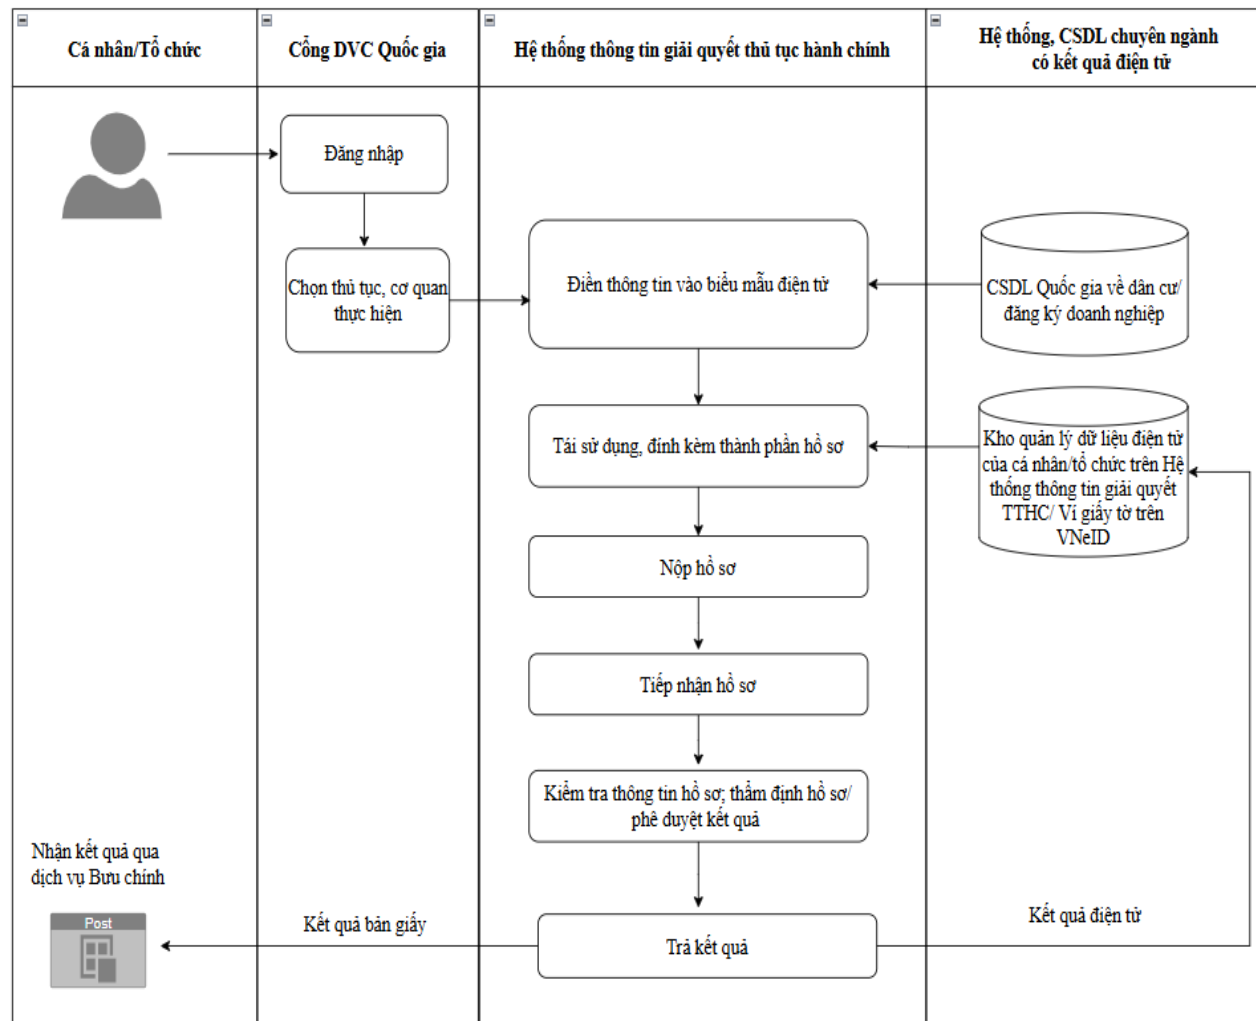 Cá nhân/Tổ chức
Cổng DVC Quốc gia
Hệ thống thông tin giải quyết thủ tục hành chính
Hệ thống, CSDL chuyên ngành
có kết quả điện tử
Đăng nhập
Chọn thủ tục, cơ quan
thực hiện
Điền thông tin vào biểu mẫu điện tử
CSDL Quốc gia về dân cư/
đăng ký doanh nghiệp
Tái sử dụng, đính kèm thành phần hồ sơ
Kho quản lý dữ liệu điện tử
của cá nhân/tổ chức trên Hệ
thống thông tin giải quyết
TTHC/ Ví giấy tờ trên
VNeID
Nộp hồ sơ
Tiếp nhận hồ sơ
Kiểm tra thông tin hồ sơ; thẩm định hồ sơ/
phê duyệt kết quả
Nhận kết quả qua
dịch vụ Bưu chính
Post
Kết quả bản giấy
Trả kết quả
Kết quả điện tử